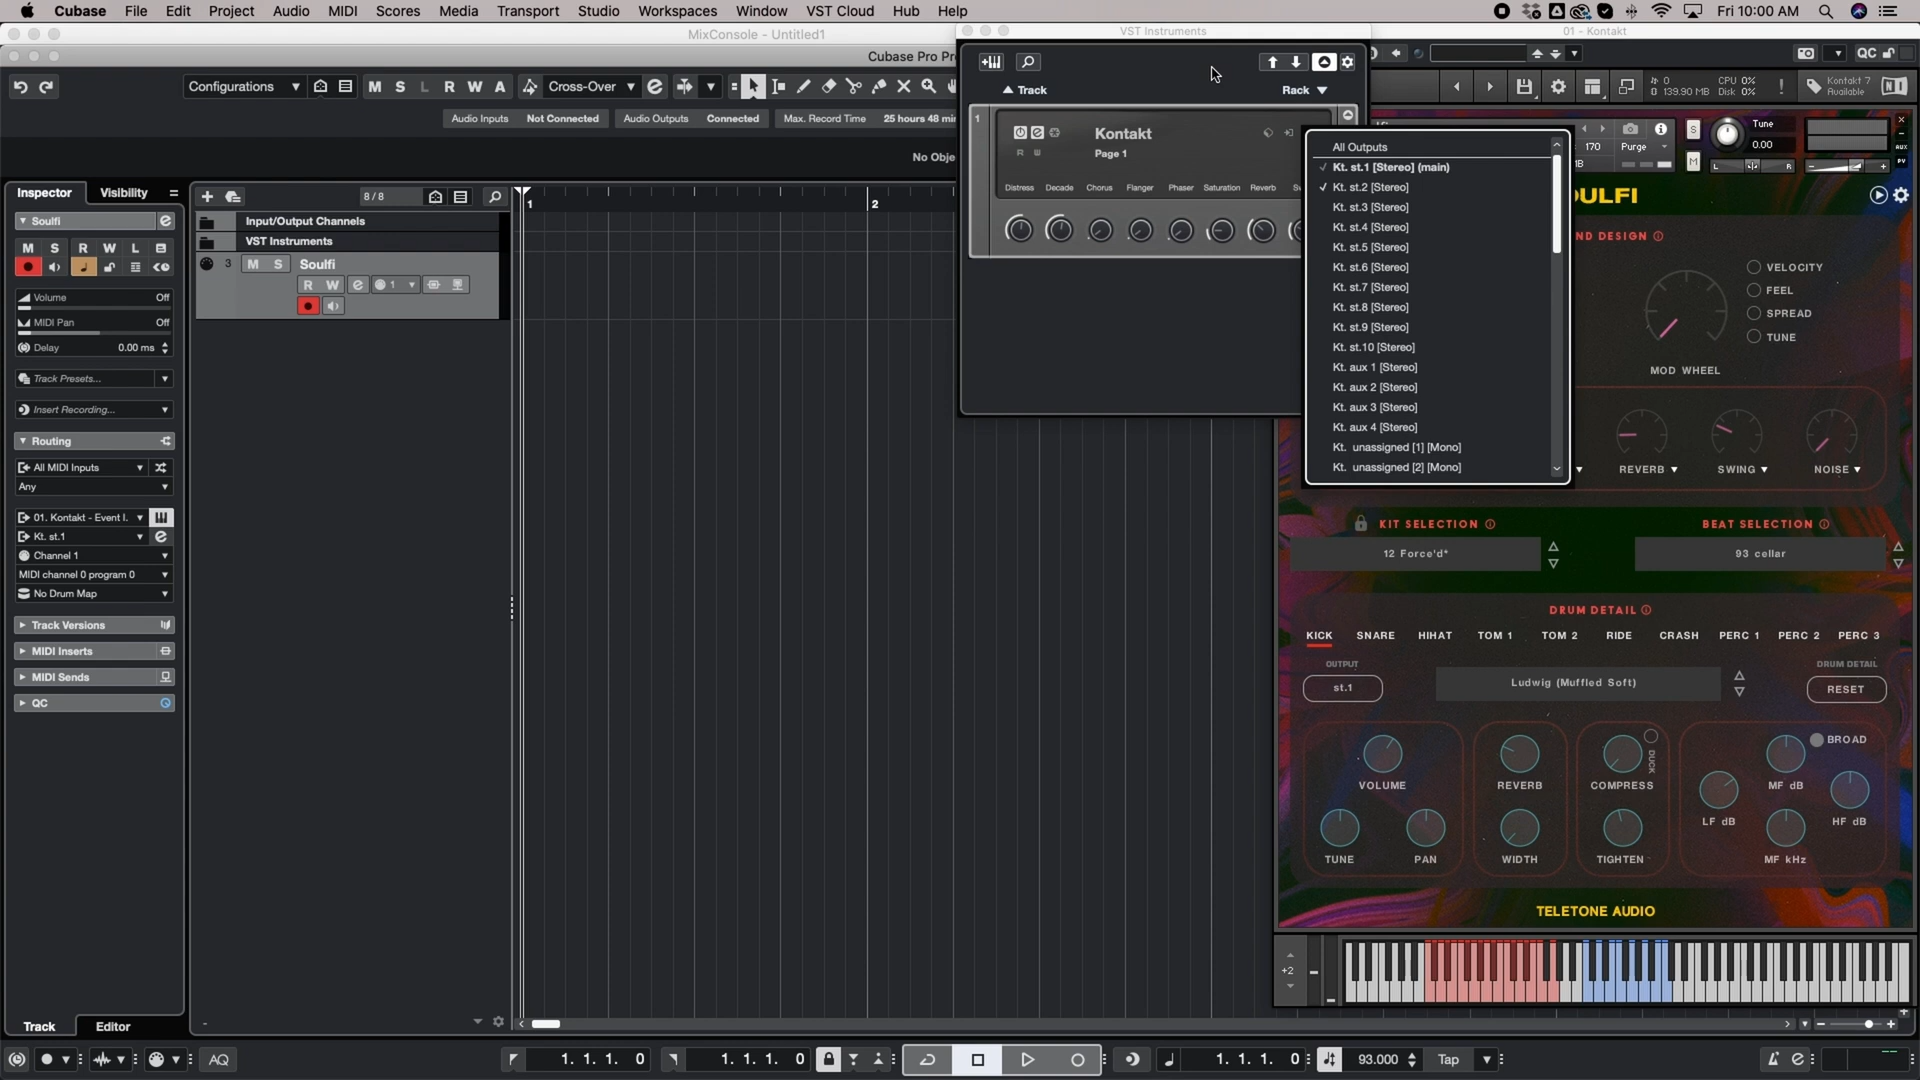 Cubase File Edit Project Audio MIDI Scores Media Transport Studio Workspaces Window VST Cloud Hub Help Fri 10:00 AM
MixConsole - Untitled1
VST Instruments
01 - Kontakt
Cubase Pro Pr
QC
Configurations M S L R W A Cross-Over
Track Rack
CPU 0%
139.90 MB Disk 0%
Kontakt 7
Available
Audio Inputs Not Connected Audio Outputs Connected Max. Record Time 25 hours 48 mi
No Obje
1
Kontakt
Page 1
R W
Distress Decade Chorus Flanger Phaser Saturation Reverb Sw
All Outputs
Kt. st.1 [Stereo] (main)
Kt. st.2 [Stereo]
Kt. st.3 [Stereo]
Kt. st.4 [Stereo]
Kt. st.5 [Stereo]
Kt. st.6 [Stereo]
Kt. st.7 [Stereo]
Kt. st.8 [Stereo]
Kt. st.9 [Stereo]
Kt. st.10 [Stereo]
Kt. aux 1 [Stereo]
Kt. aux 2 [Stereo]
Kt. aux 3 [Stereo]
Kt. aux 4 [Stereo]
Kt. unassigned [1] [Mono]
Kt. unassigned [2] [Mono]
170 Purge
S
M
Tune
0.00
L R
AUX
PV
Inspector Visibility
8/8
1 2
Soulfi
M S R W L
Volume Off
MIDI Pan Off
Delay 0.00 ms
Track Presets...
Insert Recording...
Routing
All MIDI Inputs
Any
01. Kontakt - Event I.
Kt. st.1
Channel 1
MIDI channel 0 program 0
No Drum Map
Track Versions
MIDI Inserts
MIDI Sends
QC
Track Editor
Input/Output Channels
VST Instruments
3 M S Soulfi
R W 1
OULFI
ND DESIGN
VELOCITY
FEEL
SPREAD
TUNE
MOD WHEEL
REVERB SWING NOISE
KIT SELECTION BEAT SELECTION
12 Force'd* 93 cellar
DRUM DETAIL
KICK SNARE HIHAT TOM 1 TOM 2 RIDE CRASH PERC 1 PERC 2 PERC 3
OUTPUT
st.1
Ludwig (Muffled Soft)
DRUM DETAIL
RESET
VOLUME
TUNE PAN
REVERB
WIDTH
COMPRESS
DUCK
TIGHTEN
BROAD
MF dB
LF dB HF dB
MF kHz
TELETONE AUDIO
+2
AQ 1. 1. 1. 0 1. 1. 1. 0 1. 1. 1. 0 93.000 Tap